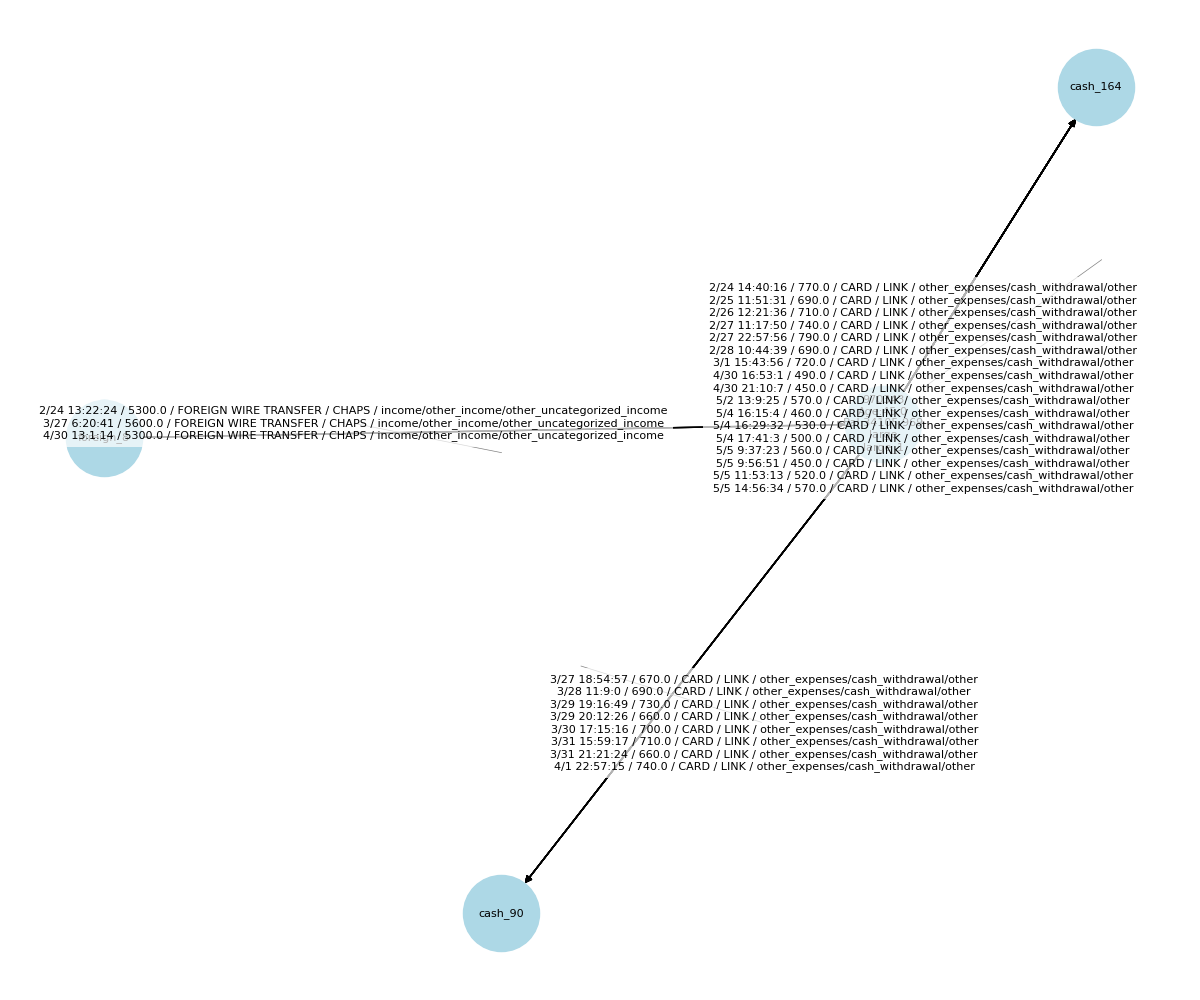 cash_164
2/24 14:40:16 / 770.0 / CARD / LINK / other_expenses/cash_withdrawal/other
2/25 11:51:31 / 690.0 / CARD / LINK / other_expenses/cash_withdrawal/other
2/26 12:21:36 / 710.0 / CARD / LINK / other_expenses/cash_withdrawal/other
2/27 11:17:50 / 740.0 / CARD / LINK / other_expenses/cash_withdrawal/other
2/27 22:57:56 / 790.0 / CARD / LINK / other_expenses/cash_withdrawal/other
2/28 10:44:39 / 690.0 / CARD / LINK / other_expenses/cash_withdrawal/other
3/1 15:43:56 / 720.0 / CARD / LINK / other_expenses/cash_withdrawal/other
4/30 16:53:1 / 490.0 / CARD / LINK / other_expenses/cash_withdrawal/other
4/30 21:10:7 / 450.0 / CARD / LINK / other_expenses/cash_withdrawal/other
5/2 13:9:25 / 570.0 / CARD / LINK / other_expenses/cash_withdrawal/other
5/4 16:15:4 / 460.0 / CARD / LINK / other_expenses/cash_withdrawal/other
5/4 16:29:32 / 530.0 / CARD / LINK / other_expenses/cash_withdrawal/other
5/4 17:41:3 / 500.0 / CARD / LINK / other_expenses/cash_withdrawal/other
5/5 9:37:23 / 560.0 / CARD / LINK / other_expenses/cash_withdrawal/other
5/5 9:56:51 / 450.0 / CARD / LINK / other_expenses/cash_withdrawal/other
5/5 11:53:13 / 520.0 / CARD / LINK / other_expenses/cash_withdrawal/other
5/5 14:56:34 / 570.0 / CARD / LINK / other_expenses/cash_withdrawal/other
2/24 13:22:24 / 5300.0 / FOREIGN WIRE TRANSFER / CHAPS / income/other_income/other_uncategorized_income
3/27 6:20:41 / 5600.0 / FOREIGN WIRE TRANSFER / CHAPS / income/other_income/other_uncategorized_income
4/30 13:1:14 / 5300.0 / FOREIGN WIRE TRANSFER / CHAPS / income/other_income/other_uncategorized_income
3/27 18:54:57 / 670.0 / CARD / LINK / other_expenses/cash_withdrawal/other
3/28 11:9:0 / 690.0 / CARD / LINK / other_expenses/cash_withdrawal/other
3/29 19:16:49 / 730.0 / CARD / LINK / other_expenses/cash_withdrawal/other
3/29 20:12:26 / 660.0 / CARD / LINK / other_expenses/cash_withdrawal/other
3/30 17:15:16 / 700.0 / CARD / LINK / other_expenses/cash_withdrawal/other
3/31 15:59:17 / 710.0 / CARD / LINK / other_expenses/cash_withdrawal/other
3/31 21:21:24 / 660.0 / CARD / LINK / other_expenses/cash_withdrawal/other
4/1 22:57:15 / 740.0 / CARD / LINK / other_expenses/cash_withdrawal/other
cash_90